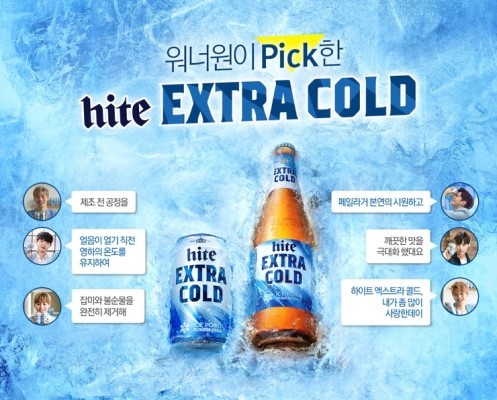 워너원이 Pick한
hite EXTRA COLD
제조 전 공정을
얼음이 얼기 직전
영하의 온도를
유지하여
잡미와 불순물을
완전히 제거해
페일라거 본연의 시원하고
깨끗한 맛을
극대화 했대요
하이트 엑스트라 콜드,
내가 좀 많이
사랑한데이
hite
EXTRA
COLD
ICE POINT
EXTRA
COLD
hite
EXTRA
COLD